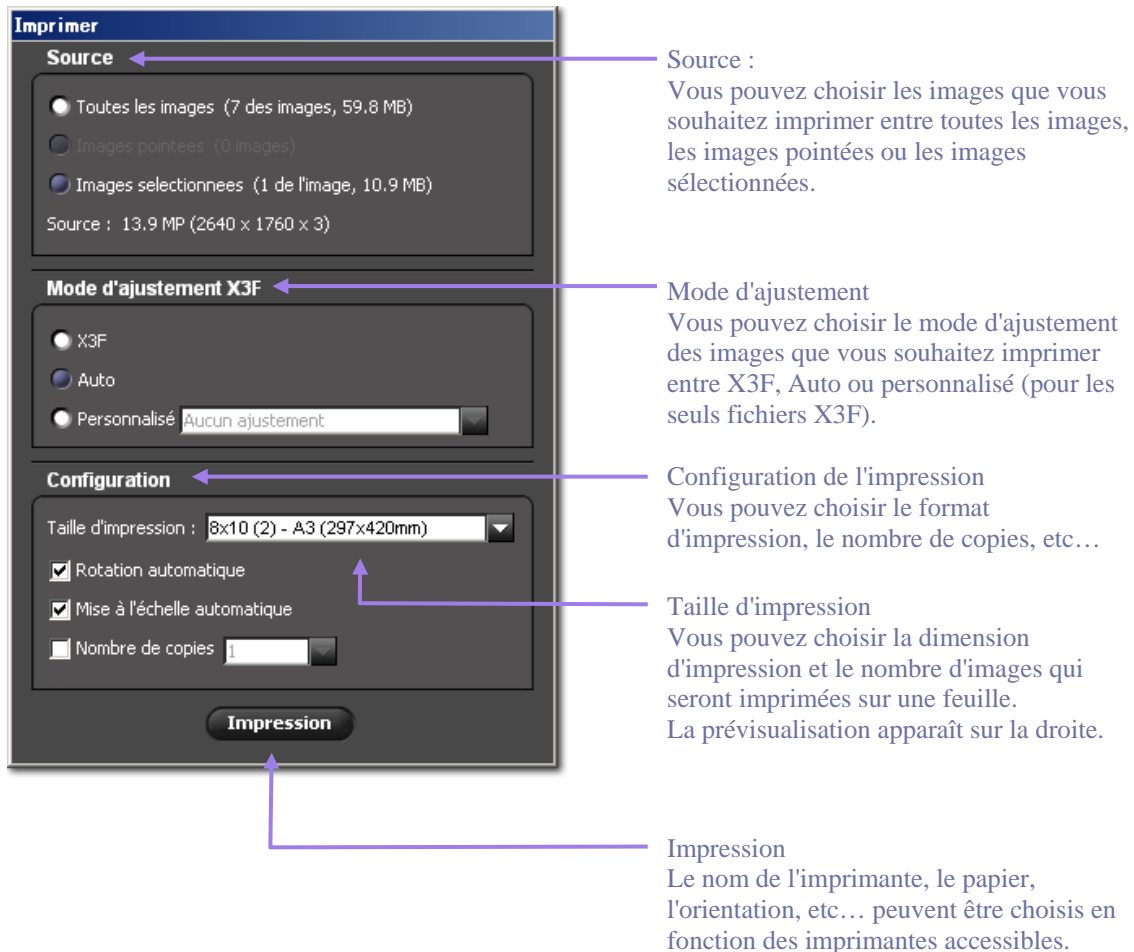 Imprimer
Source
Toutes les images (7 des images, 59.8 MB)
Images pointees (0 images)
Images selectionnees (1 de l'image, 10.9 MB)
Source : 13.9 MP (2640 x 1760 x 3)
Mode d'ajustement X3F
X3F
Auto
Personnalisé Aucun ajustement
Configuration
Taille d'impression : 8x10 (2) - A3 (297x420mm)
Rotation automatique
Mise à l'échelle automatique
Nombre de copies 1
Impression
Source :
Vous pouvez choisir les images que vous
souhaitez imprimer entre toutes les images,
les images pointées ou les images
sélectionnées.
Mode d'ajustement
Vous pouvez choisir le mode d'ajustement
des images que vous souhaitez imprimer
entre X3F, Auto ou personnalisé (pour les
seuls fichiers X3F).
Configuration de l'impression
Vous pouvez choisir le format
d'impression, le nombre de copies, etc…
Taille d'impression
Vous pouvez choisir la dimension
d'impression et le nombre d'images qui
seront imprimées sur une feuille.
La prévisualisation apparaît sur la droite.
Impression
Le nom de l'imprimante, le papier,
l'orientation, etc… peuvent être choisis en
fonction des imprimantes accessibles.